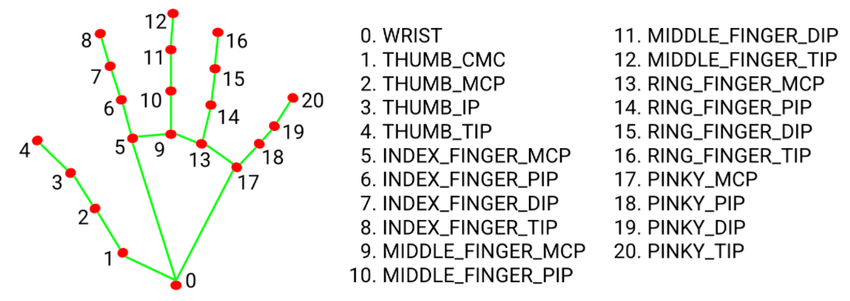 12
8
16
11
7
15
10
6
14
20
4
5
9
13
19
18
3
17
2
1
0
0. WRIST
1. THUMB_CMC
2. THUMB_MCP
3. THUMB_IP
4. THUMB_TIP
5. INDEX_FINGER_MCP
6. INDEX_FINGER_PIP
7. INDEX_FINGER_DIP
8. INDEX_FINGER_TIP
9. MIDDLE_FINGER_MCP
10. MIDDLE_FINGER_PIP
11. MIDDLE_FINGER_DIP
12. MIDDLE_FINGER_TIP
13. RING_FINGER_MCP
14. RING_FINGER_PIP
15. RING_FINGER_DIP
16. RING_FINGER_TIP
17. PINKY_MCP
18. PINKY_PIP
19. PINKY_DIP
20. PINKY_TIP